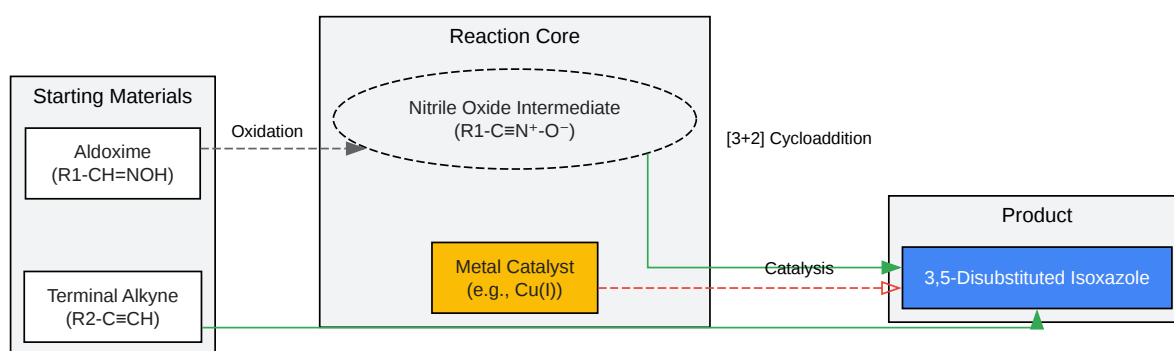 Starting Materials
Aldoxime
(R1-CH=NOH)
Terminal Alkyne
(R2-C≡CH)
Oxidation
Reaction Core
Nitrile Oxide Intermediate
(R1-C≡N⁺-O⁻)
Metal Catalyst
(e.g., Cu(I))
[3+2] Cycloaddition
Catalysis
Product
3,5-Disubstituted Isoxazole